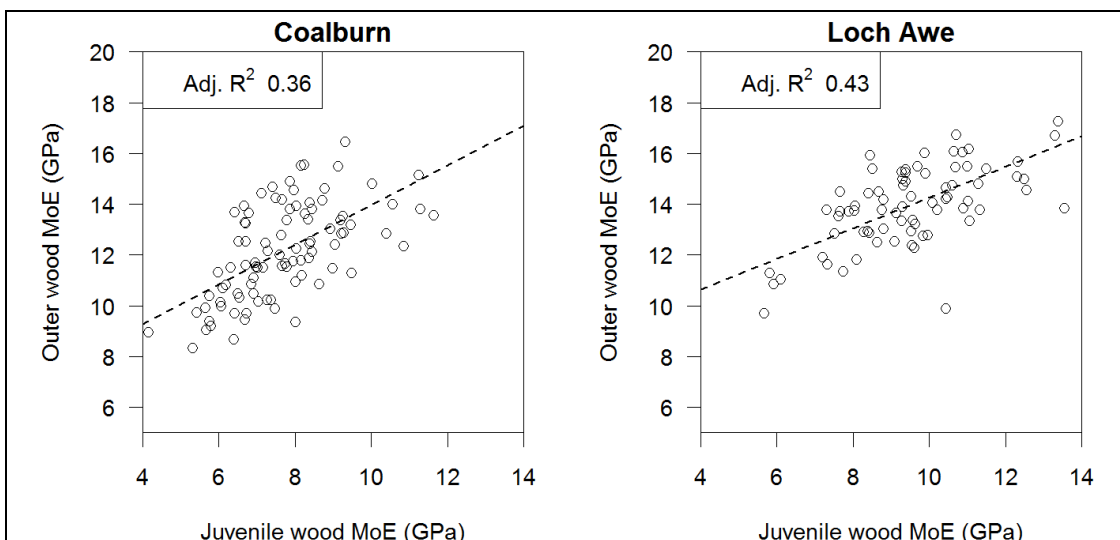 Coalburn
Adj. R² 0.36
20
18
16
14
12
10
8
6
Outer wood MoE (GPa)
4 6 8 10 12 14
Juvenile wood MoE (GPa)
Loch Awe
Adj. R² 0.43
20
18
16
14
12
10
8
6
Outer wood MoE (GPa)
4 6 8 10 12 14
Juvenile wood MoE (GPa)